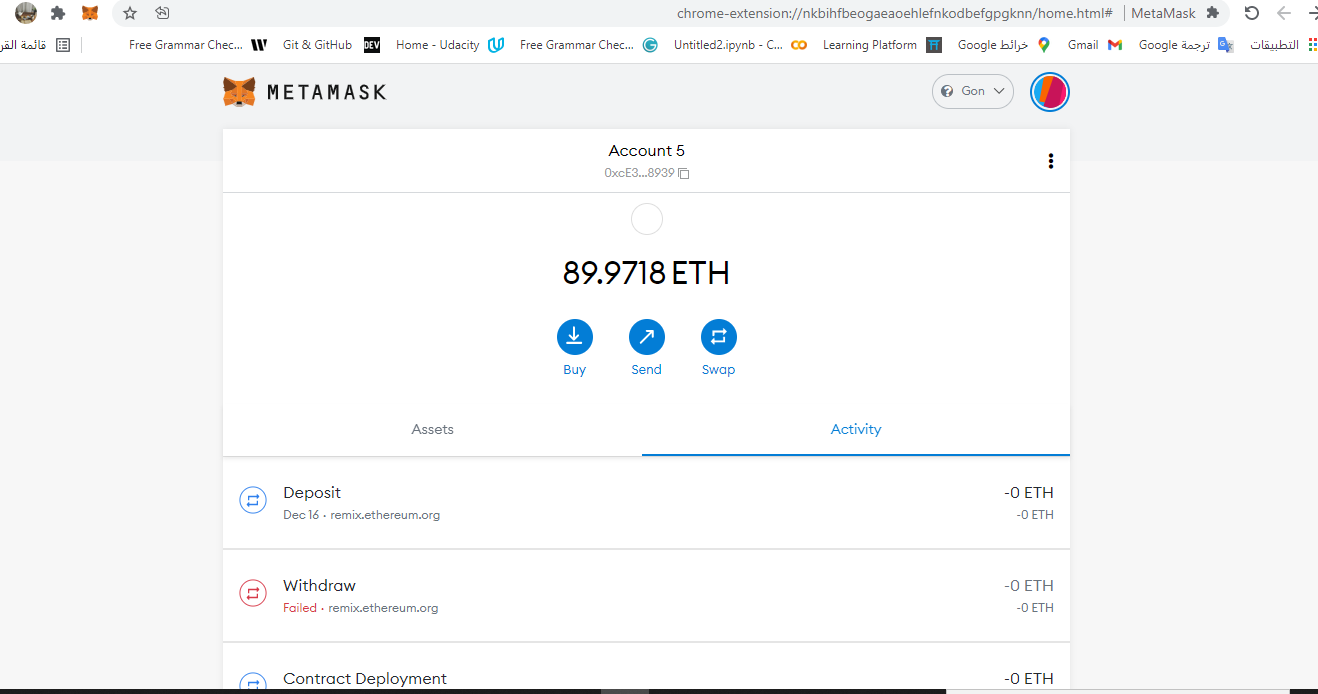 chrome-extension://nkbihfbeogaeaoehlefnkodbefgpgknn/home.html# | MetaMask
قائمة القر Free Grammar Chec... Git & GitHub DEV Home - Udacity Free Grammar Chec... Untitled2.ipynb - C... Learning Platform خرائط Google Gmail ترجمة Google التطبيقات
METAMASK
Gon
Account 5
0xcE3...8939
89.9718 ETH
Buy Send Swap
Assets Activity
Deposit -0 ETH
Dec 16 · remix.ethereum.org -0 ETH
Withdraw -0 ETH
Failed · remix.ethereum.org -0 ETH
Contract Deployment -0 ETH